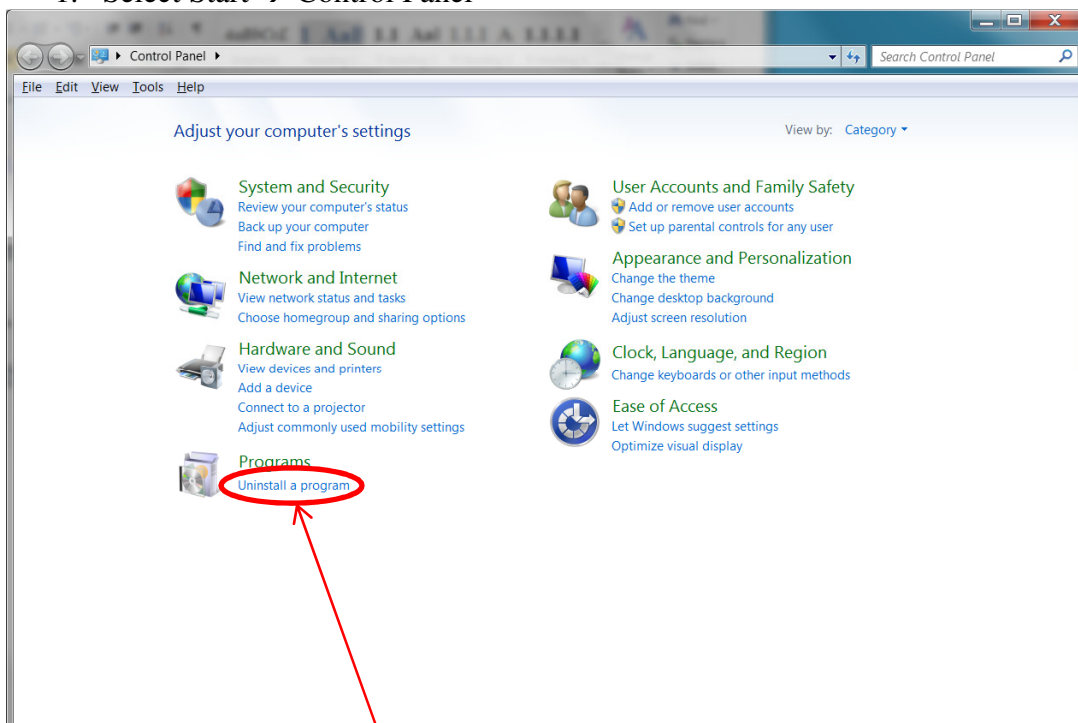 1. Select Start → Control Panel
Control Panel
Search Control Panel
File Edit View Tools Help
Adjust your computer's settings
View by: Category
System and Security
Review your computer's status
Back up your computer
Find and fix problems
Network and Internet
View network status and tasks
Choose homegroup and sharing options
Hardware and Sound
View devices and printers
Add a device
Connect to a projector
Adjust commonly used mobility settings
Programs
Uninstall a program
User Accounts and Family Safety
Add or remove user accounts
Set up parental controls for any user
Appearance and Personalization
Change the theme
Change desktop background
Adjust screen resolution
Clock, Language, and Region
Change keyboards or other input methods
Ease of Access
Let Windows suggest settings
Optimize visual display